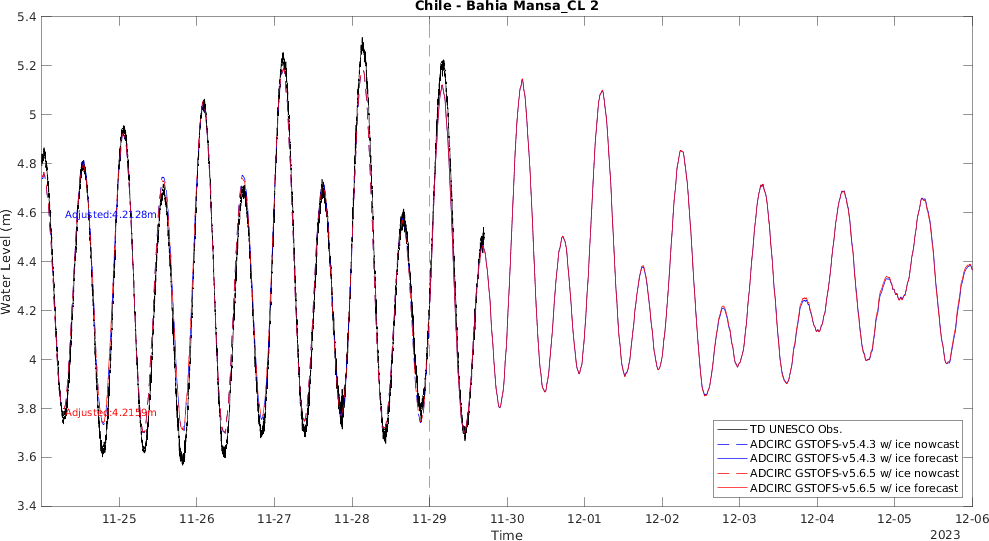 Chile - Bahia Mansa_CL 2
Water Level (m)
5.4
5.2
5
4.8
4.6
4.4
4.2
4
3.8
3.6
3.4
Adjusted:4.2128m
Adjusted:4.2159m
TD UNESCO Obs.
ADCIRC GSTOFS-v5.4.3 w/ ice nowcast
ADCIRC GSTOFS-v5.4.3 w/ ice forecast
ADCIRC GSTOFS-v5.6.5 w/ ice nowcast
ADCIRC GSTOFS-v5.6.5 w/ ice forecast
11-25 11-26 11-27 11-28 11-29 11-30 12-01 12-02 12-03 12-04 12-05 12-06
Time
2023